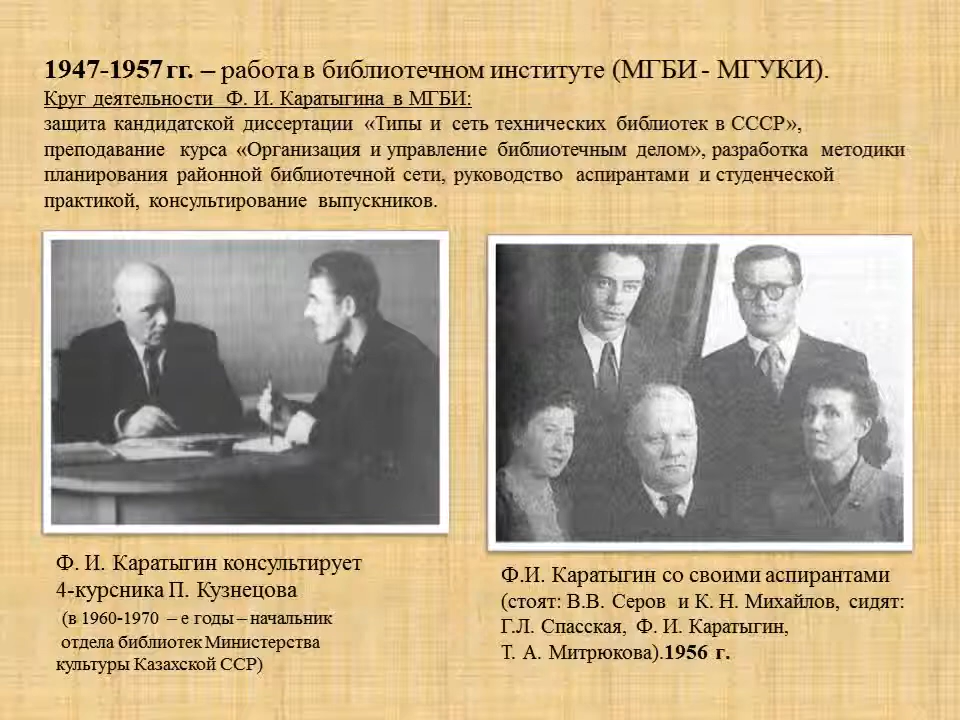 1947-1957 гг. – работа в библиотечном институте (МГБИ - МГУКИ).
Круг деятельности Ф. И. Каратыгина в МГБИ:
защита кандидатской диссертации «Типы и сеть технических библиотек в СССР»,
преподавание курса «Организация и управление библиотечным делом», разработка методики
планирования районной библиотечной сети, руководство аспирантами и студенческой
практикой, консультирование выпускников.
Ф. И. Каратыгин консультирует
4-курсника П. Кузнецова
(в 1960-1970 – е годы – начальник
отдела библиотек Министерства
культуры Казахской ССР)
Ф.И. Каратыгин со своими аспирантами
(стоят: В.В. Серов и К. Н. Михайлов, сидят:
Г.Л. Спасская, Ф. И. Каратыгин,
Т. А. Митрюкова).1956 г.